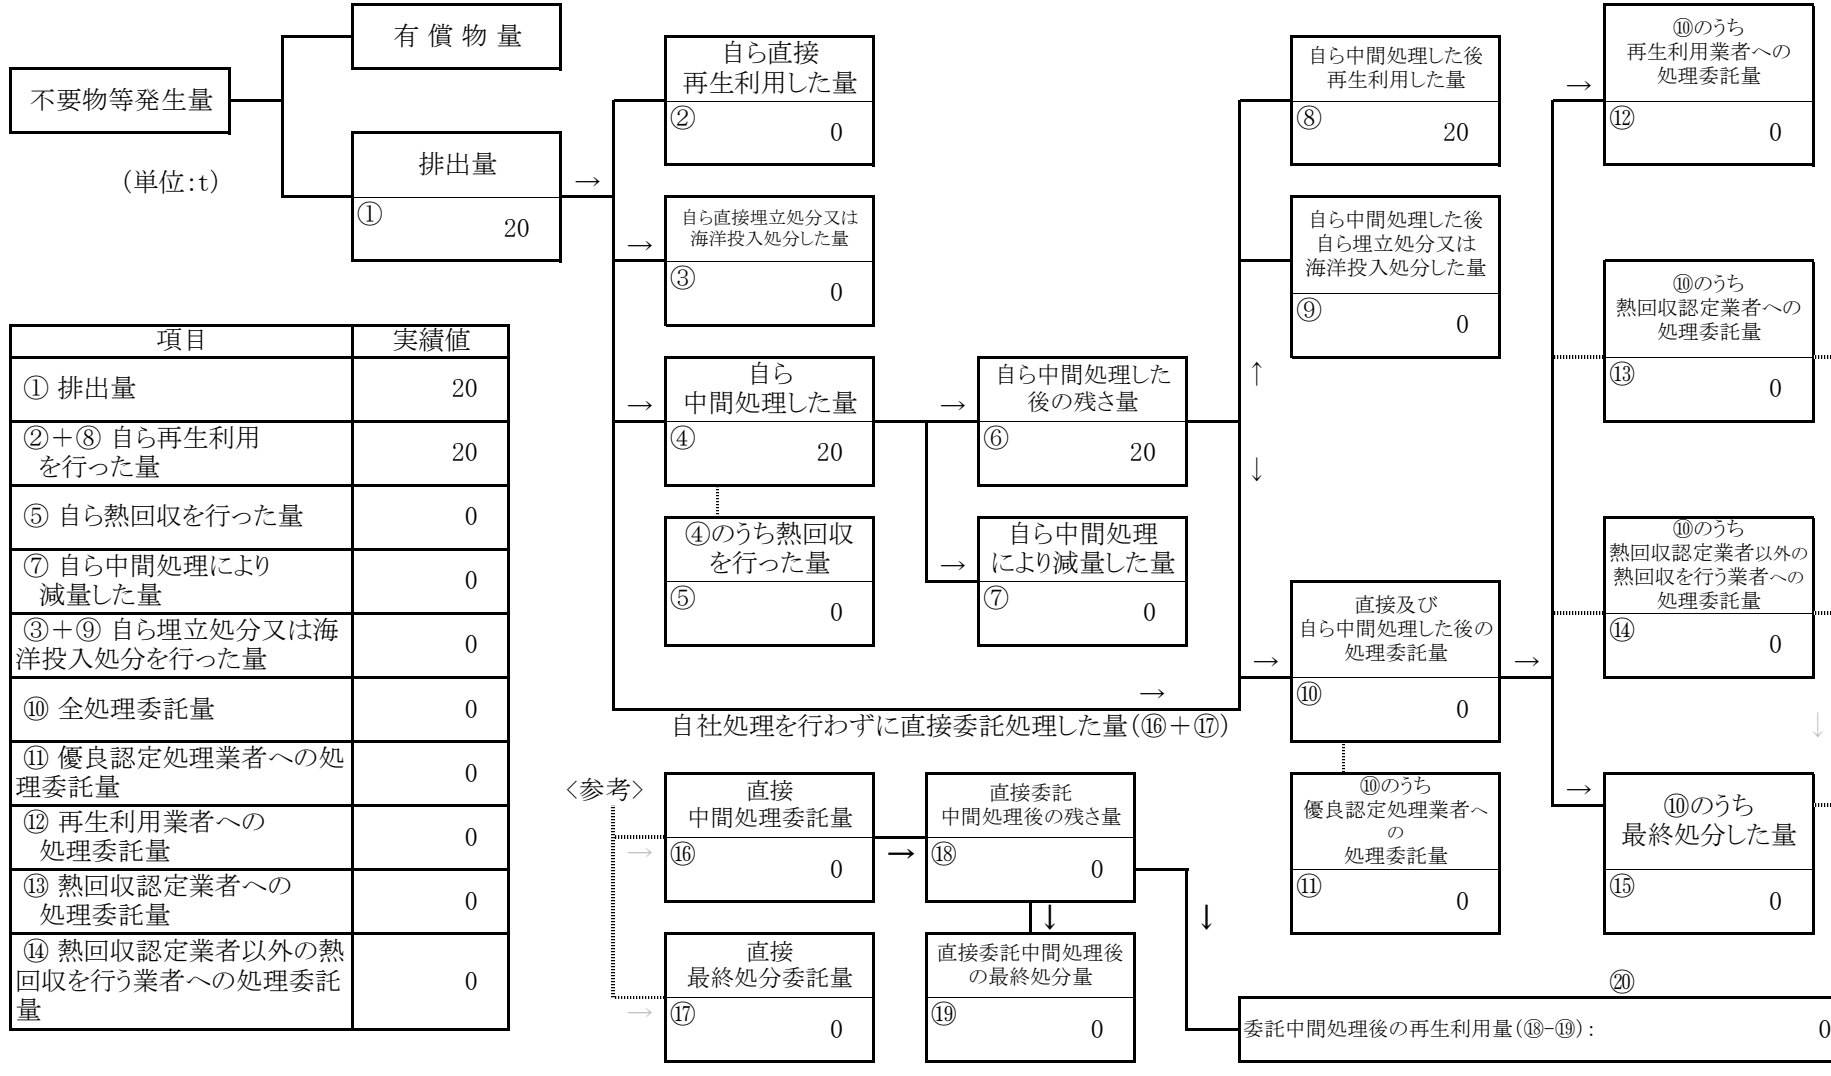 不要物等発生量
有 償 物 量
(単位:t)
排出量
①
20
→
自ら直接
再生利用した量
②
0
→
自ら直接埋立処分又は
海洋投入処分した量
③
0
→
自ら
中間処理した量
④
20
④のうち熱回収
を行った量
⑤
0
→
自ら中間処理した
後の残さ量
⑥
20
→
自ら中間処理
により減量した量
⑦
0
→
自社処理を行わずに直接委託処理した量(⑯+⑰)
↑
↓
自ら中間処理した後
再生利用した量
⑧
20
自ら中間処理した後
自ら埋立処分又は
海洋投入処分した量
⑨
0
→
直接及び
自ら中間処理した後の
処理委託量
⑩
0
→
⑩のうち
優良認定処理業者へ
の
処理委託量
⑪
0
→
⑩のうち
再生利用業者への
処理委託量
⑫
0
⑩のうち
熱回収認定業者への
処理委託量
⑬
0
⑩のうち
熱回収認定業者以外の
熱回収を行う業者への
処理委託量
⑭
0
↓
→
⑩のうち
最終処分した量
⑮
0
項目 実績値
① 排出量 20
②+⑧ 自ら再生利用
を行った量 20
⑤ 自ら熱回収を行った量 0
⑦ 自ら中間処理により
減量した量 0
③+⑨ 自ら埋立処分又は海
洋投入処分を行った量 0
⑩ 全処理委託量 0
⑪ 優良認定処理業者への処
理委託量 0
⑫ 再生利用業者への
処理委託量 0
⑬ 熱回収認定業者への
処理委託量 0
⑭ 熱回収認定業者以外の熱
回収を行う業者への処理委託
量 0
<参考>
→
直接
中間処理委託量
⑯
0
→
直接委託
中間処理後の残さ量
⑱
0
→
直接
最終処分委託量
⑰
0
↓
直接委託中間処理後
の最終処分量
⑲
0
↓
⑳
委託中間処理後の再生利用量(⑱-⑲): 0